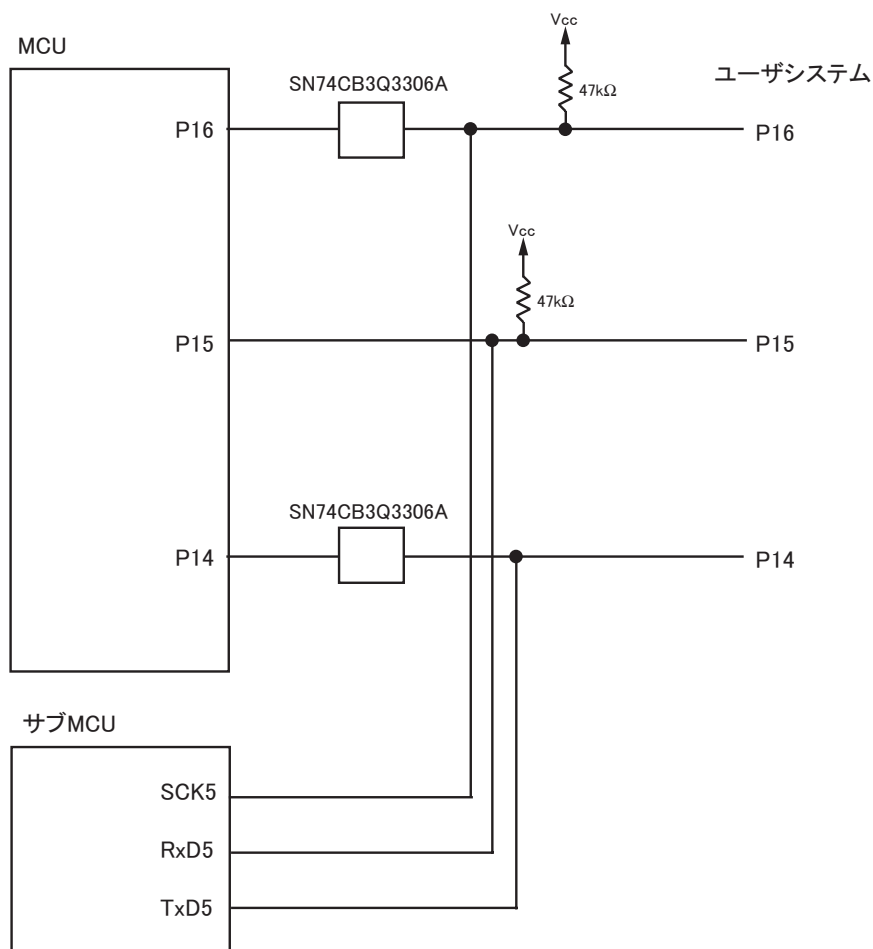 MCU
Vcc
SN74CB3Q3306A
47kΩ
ユーザシステム
P16
P16
Vcc
47kΩ
P15
P15
SN74CB3Q3306A
P14
P14
サブMCU
SCK5
RxD5
TxD5